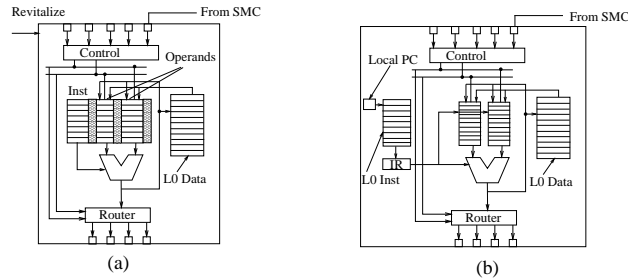 Revitalize
From SMC
Control
Inst
Operands
L0 Data
Router
(a)
From SMC
Control
Local PC
IR
L0 Inst
L0 Data
Router
(b)